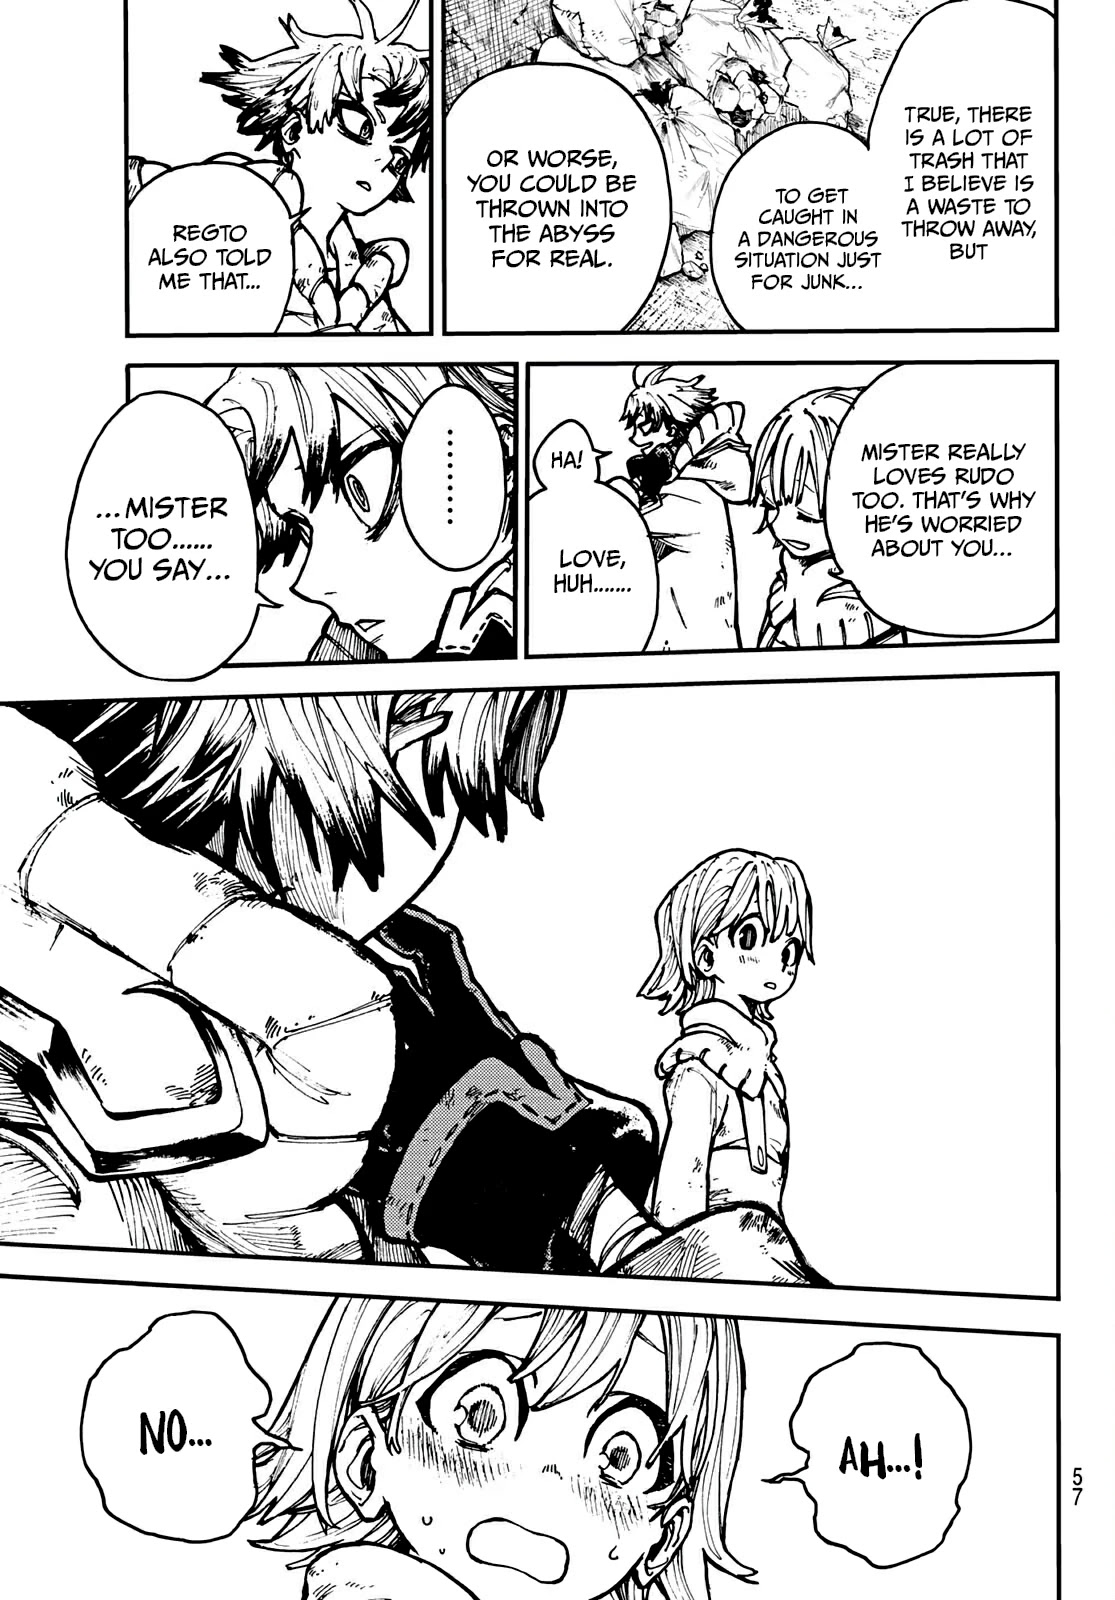 TRUE, THERE
IS A LOT OF
TRASH THAT
I BELIEVE IS
A WASTE TO
THROW AWAY,
BUT
TO GET
CAUGHT IN
A DANGEROUS
SITUATION JUST
FOR JUNK...
OR WORSE,
YOU COULD BE
THROWN INTO
THE ABYSS
FOR REAL.
REGTO
ALSO TOLD
ME THAT...
MISTER REALLY
LOVES RUDO
TOO. THAT'S WHY
HE'S WORRIED
ABOUT YOU...
HA!
LOVE,
HUH.......
.........
...MISTER
TOO......
YOU SAY...
AH...!
NO...
57